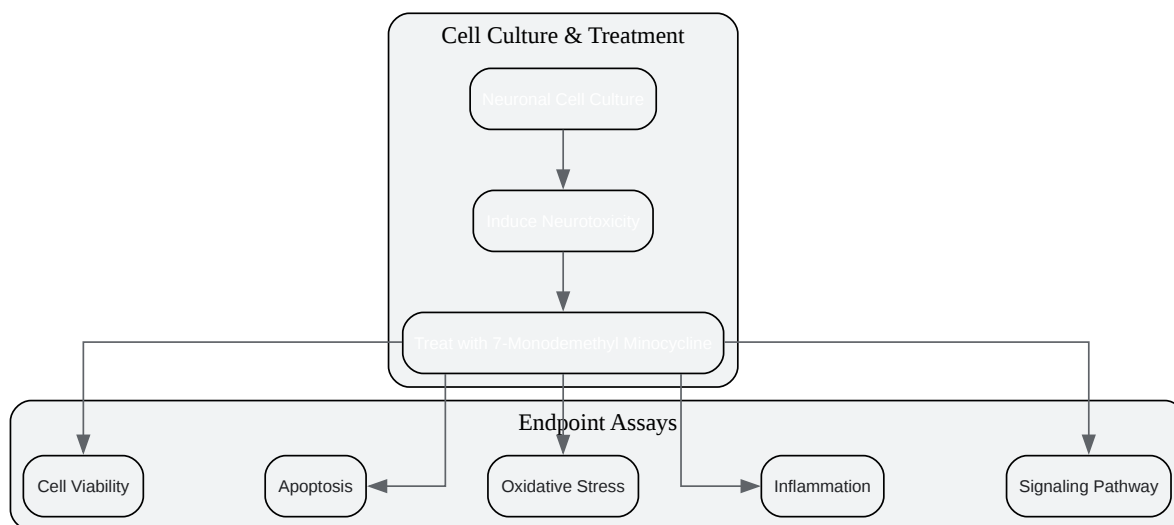 Cell Culture & Treatment
Neuronal Cell Culture
Induce Neurotoxicity
Treat with 7-Monodemethyl Minocycline
Endpoint Assays
Cell Viability
Apoptosis
Oxidative Stress
Inflammation
Signaling Pathway